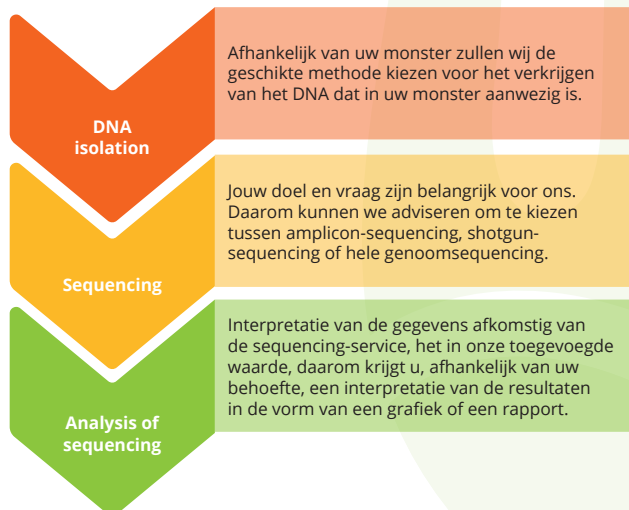 Afhankelijk van uw monster zullen wij de
geschikte methode kiezen voor het verkrijgen
van het DNA dat in uw monster aanwezig is.
DNA
isolation
Jouw doel en vraag zijn belangrijk voor ons.
Daarom kunnen we adviseren om te kiezen
tussen amplicon-sequencing, shotgun-
sequencing of hele genoomsequencing.
Sequencing
Interpretatie van de gegevens afkomstig van
de sequencing-service, het in onze toegevoegde
waarde, daarom krijgt u, afhankelijk van uw
behoefte, een interpretatie van de resultaten
in de vorm van een grafiek of een rapport.
Analysis of
sequencing